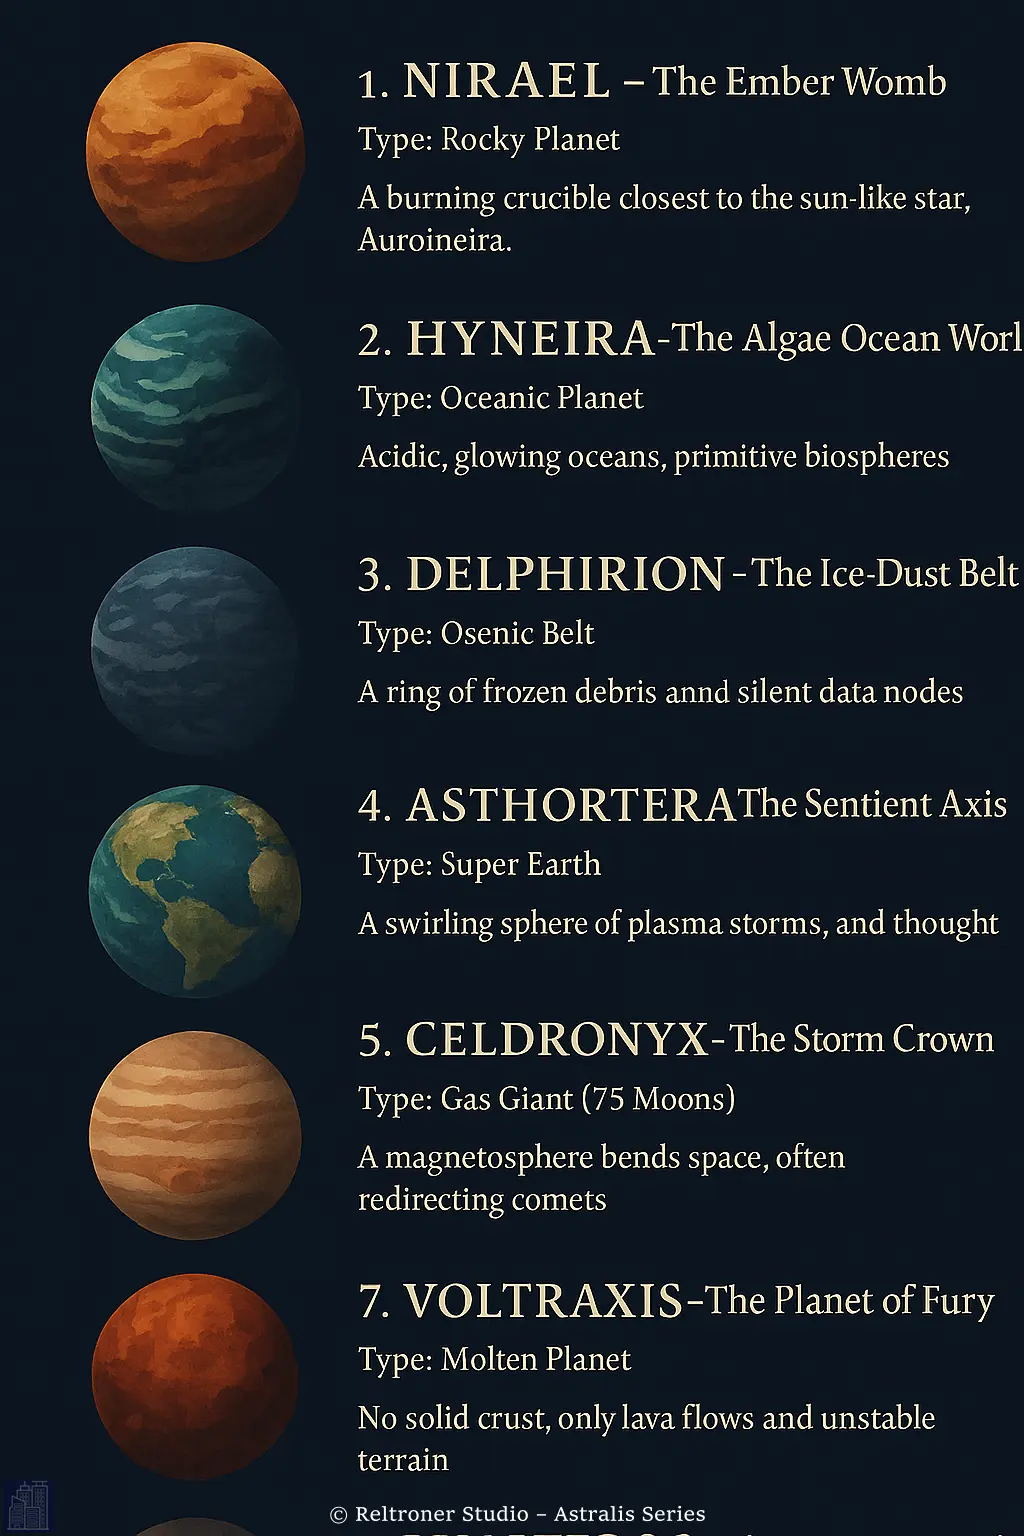 1. NIRAEL – The Ember Womb
Type: Rocky Planet
A burning crucible closest to the sun-like star,
Auroineira.
2. HYNEIRA-The Algae Ocean Worl
Type: Oceanic Planet
Acidic, glowing oceans, primitive biospheres
3. DELPHIRION -The Ice-Dust Belt
Type: Osenic Belt
A ring of frozen debris annd silent data nodes
4. ASTHORTERA The Sentient Axis
Type: Super Earth
A swirling sphere of plasma storms, and thought
5. CELDRONYX-The Storm Crown
Type: Gas Giant (75 Moons)
A magnetosphere bends space, often
redirecting comets
7. VOLTRAXIS-The Planet of Fury
Type: Molten Planet
No solid crust, only lava flows and unstable
terrain
© Reltroner Studio – Astralis Series